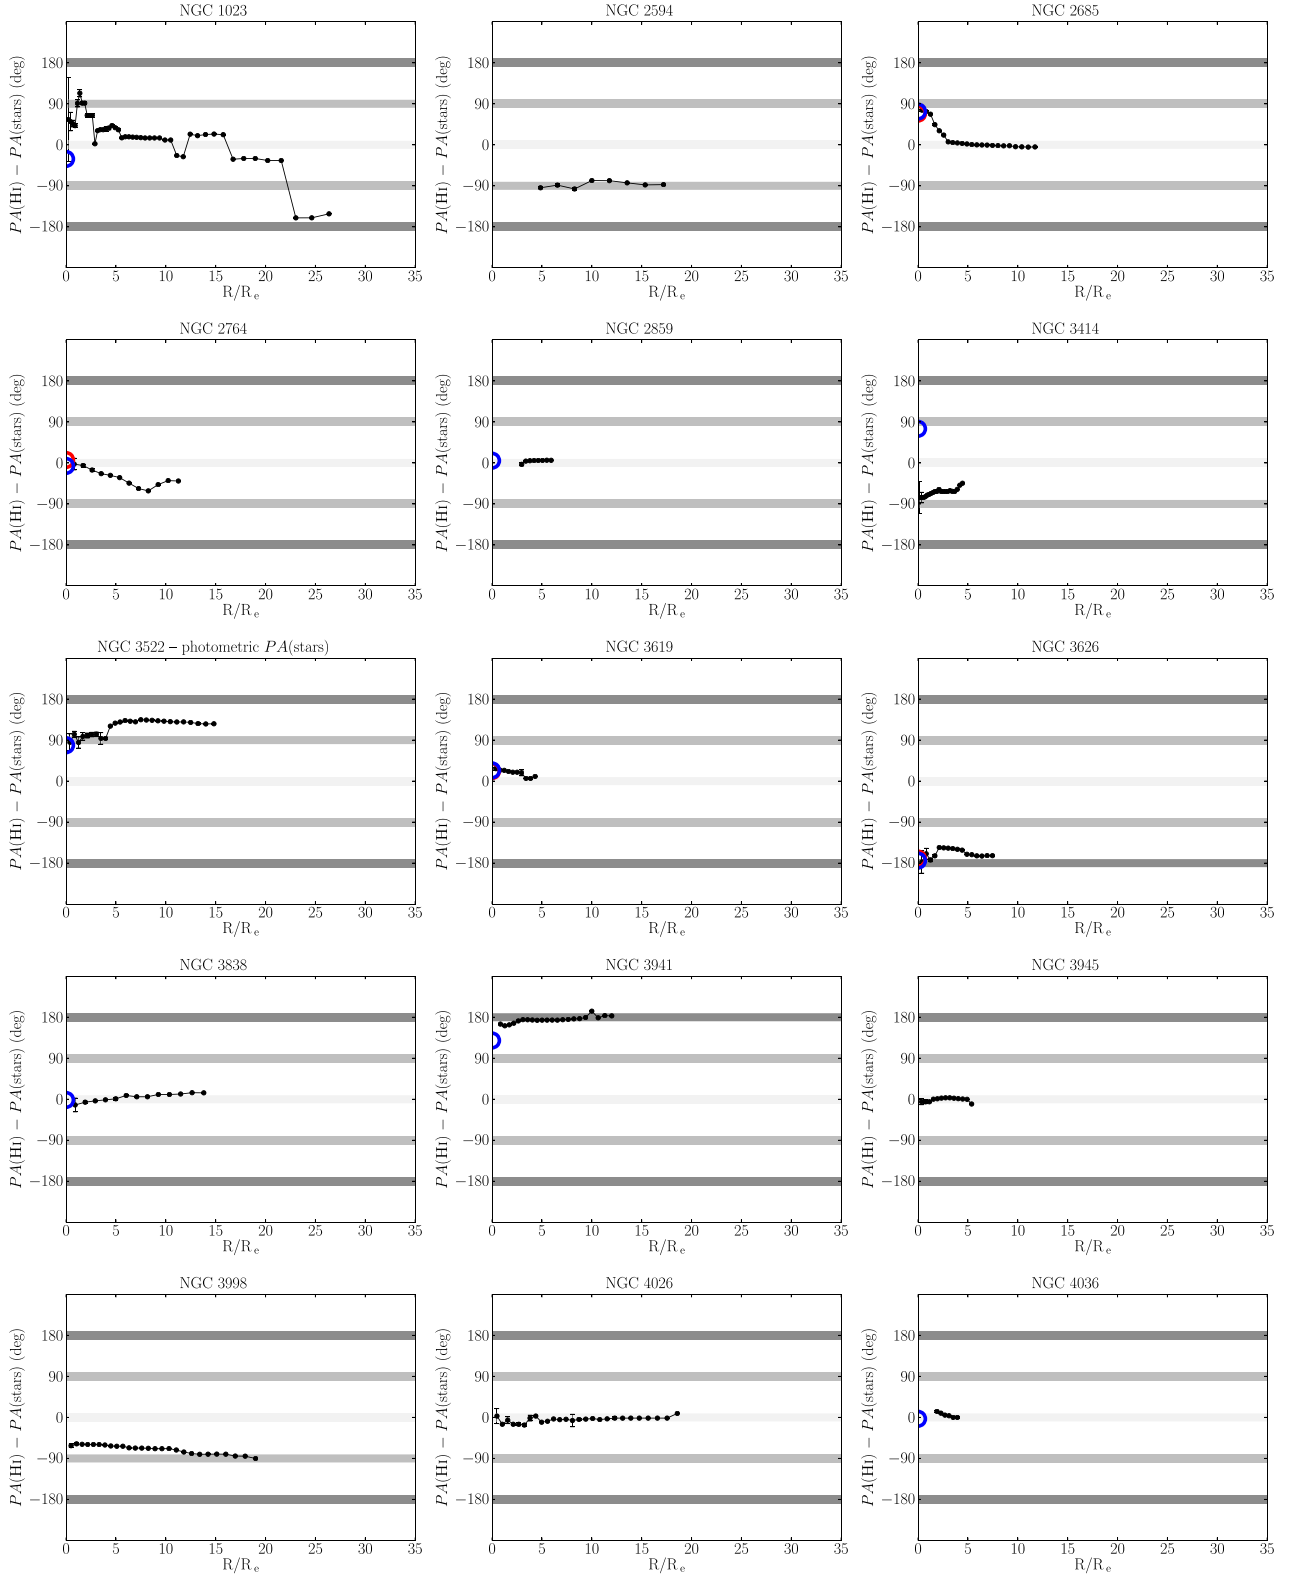 NGC 1023
NGC 2594
NGC 2685
PA(HI) − PA(stars) (deg)
180
90
0
−90
−180
0 5 10 15 20 25 30 35
R/Re
PA(HI) − PA(stars) (deg)
180
90
0
−90
−180
0 5 10 15 20 25 30 35
R/Re
PA(HI) − PA(stars) (deg)
180
90
0
−90
−180
0 5 10 15 20 25 30 35
R/Re
NGC 2764
NGC 2859
NGC 3414
PA(HI) − PA(stars) (deg)
180
90
0
−90
−180
0 5 10 15 20 25 30 35
R/Re
PA(HI) − PA(stars) (deg)
180
90
0
−90
−180
0 5 10 15 20 25 30 35
R/Re
PA(HI) − PA(stars) (deg)
180
90
0
−90
−180
0 5 10 15 20 25 30 35
R/Re
NGC 3522 – photometric PA(stars)
NGC 3619
NGC 3626
PA(HI) − PA(stars) (deg)
180
90
0
−90
−180
0 5 10 15 20 25 30 35
R/Re
PA(HI) − PA(stars) (deg)
180
90
0
−90
−180
0 5 10 15 20 25 30 35
R/Re
PA(HI) − PA(stars) (deg)
180
90
0
−90
−180
0 5 10 15 20 25 30 35
R/Re
NGC 3838
NGC 3941
NGC 3945
PA(HI) − PA(stars) (deg)
180
90
0
−90
−180
0 5 10 15 20 25 30 35
R/Re
PA(HI) − PA(stars) (deg)
180
90
0
−90
−180
0 5 10 15 20 25 30 35
R/Re
PA(HI) − PA(stars) (deg)
180
90
0
−90
−180
0 5 10 15 20 25 30 35
R/Re
NGC 3998
NGC 4026
NGC 4036
PA(HI) − PA(stars) (deg)
180
90
0
−90
−180
0 5 10 15 20 25 30 35
R/Re
PA(HI) − PA(stars) (deg)
180
90
0
−90
−180
0 5 10 15 20 25 30 35
R/Re
PA(HI) − PA(stars) (deg)
180
90
0
−90
−180
0 5 10 15 20 25 30 35
R/Re